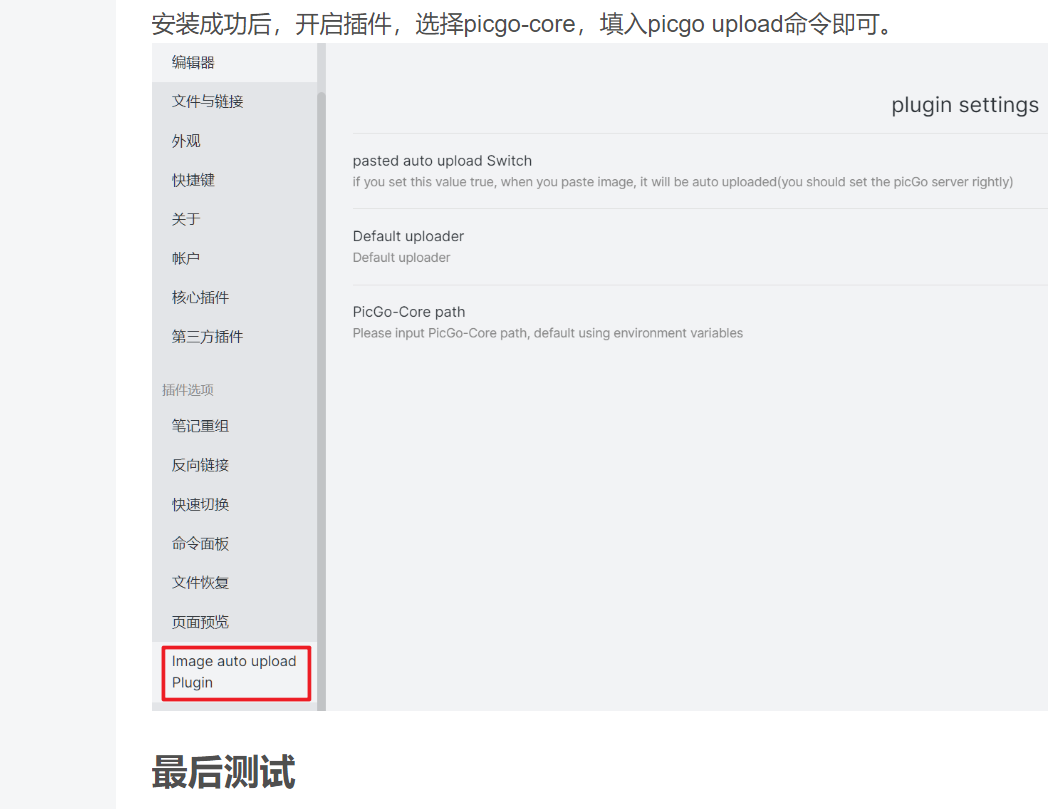 安装成功后，开启插件，选择picgo-core，填入picgo upload命令即可。
编辑器
文件与链接
外观
快捷键
关于
帐户
核心插件
第三方插件
插件选项
笔记重组
反向链接
快速切换
命令面板
文件恢复
页面预览
Image auto upload
Plugin
plugin settings
pasted auto upload Switch
if you set this value true, when you paste image, it will be auto uploaded(you should set the picGo server rightly)
Default uploader
Default uploader
PicGo-Core path
Please input PicGo-Core path, default using environment variables
最后测试